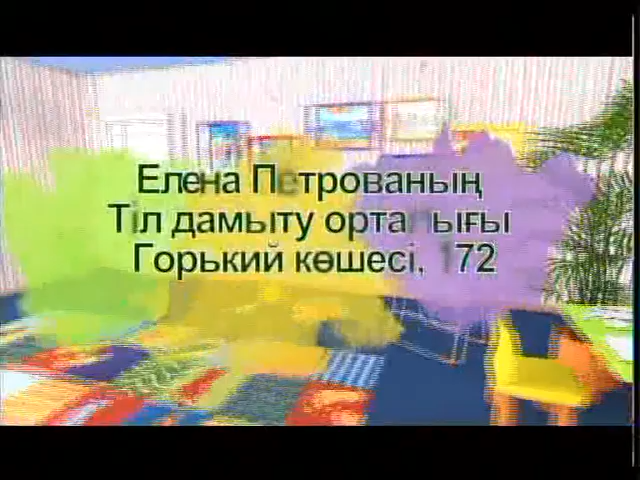 Елена Петрованың
Тіл дамыту орталығы
Горький көшесі, 172